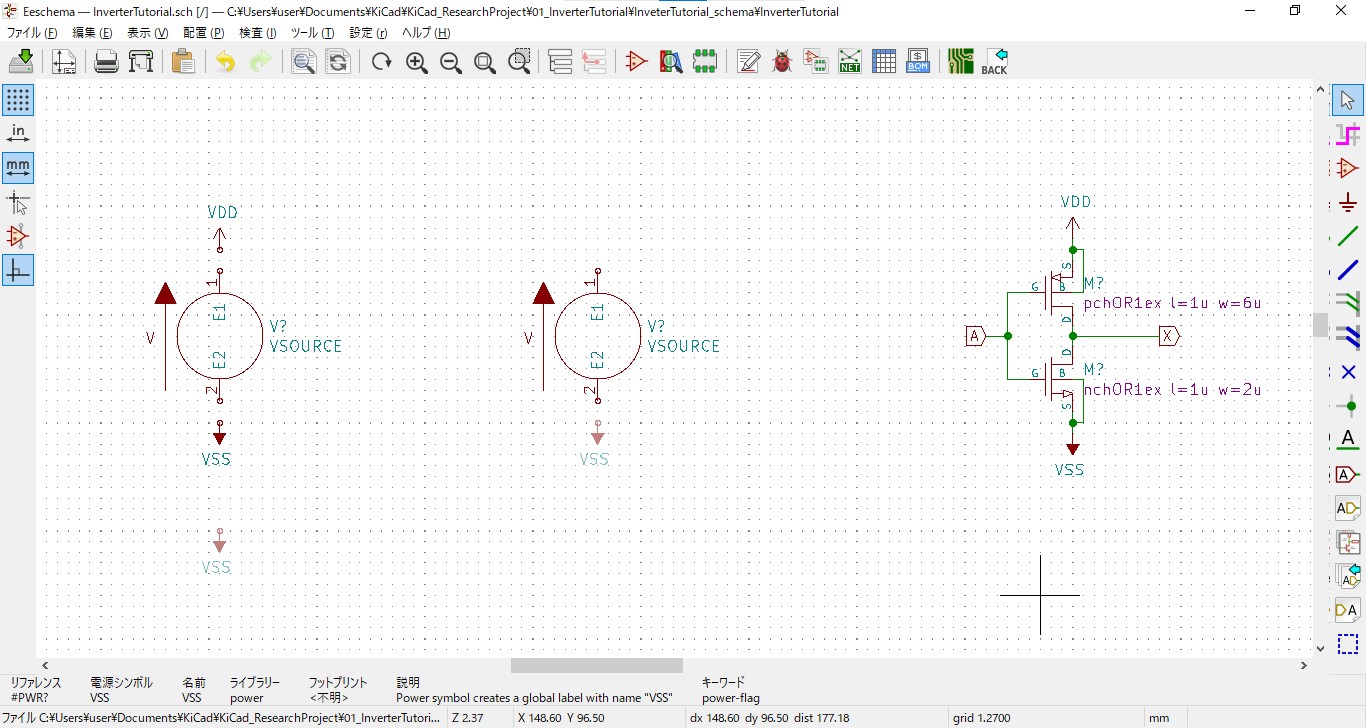 Eeschema — InverterTutorial.sch [/] — C:¥Users¥user¥Documents¥KiCad¥KiCad_ResearchProject¥01_InverterTutorial¥InveterTutorial_schema¥InverterTutorial
ファイル (F) 編集 (E) 表示 (V) 配置 (P) 検査 (I) ツール (T) 設定 (r) ヘルプ (H)
NET
$
BOM
BACK
in
mm
VDD
1
E1
V
V?
VSOURCE
E2
2
VSS
VSS
1
E1
V
V?
VSOURCE
E2
2
VSS
VDD
S
G
B
M?
pchOR1ex l=1u w=6u
D
A
X
D
G
B
M?
nchOR1ex l=1u w=2u
S
VSS
A
A
AD
AD
DA
リファレンス 電源シンボル 名前 ライブラリー フットプリント 説明 キーワード
#PWR? VSS VSS power <不明> Power symbol creates a global label with name "VSS" power-flag
ファイル C:¥Users¥user¥Documents¥KiCad¥KiCad_ResearchProject¥01_InverterTutori... Z 2.37 X 148.60 Y 96.50 dx 148.60 dy 96.50 dist 177.18 grid 1.2700 mm